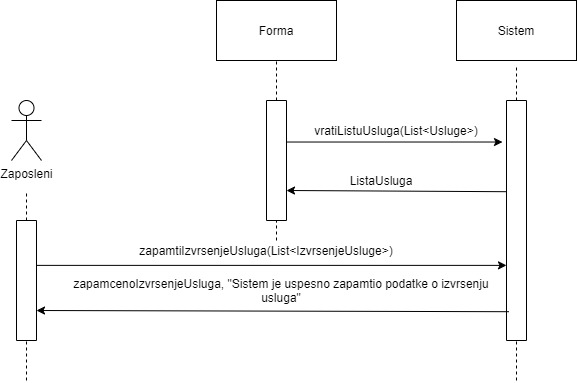 Forma
Sistem
vratiListuUsluga(List<Usluge>)
Zaposleni
ListaUsluga
zapamtiIzvrsenjeUsluga(List<IzvrsenjeUsluge>)
zapamcenoIzvrsenjeUsluga, "Sistem je uspesno zapamtio podatke o izvrsenju
usluga"